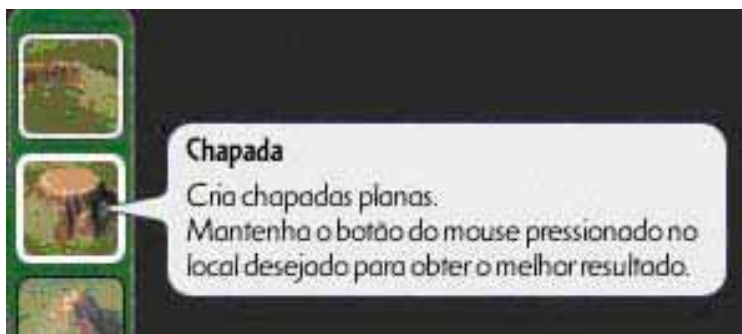 Chapada
Cria chapadas planas.
Mantenha o botão do mouse pressionado no
local desejado para obter o melhor resultado.